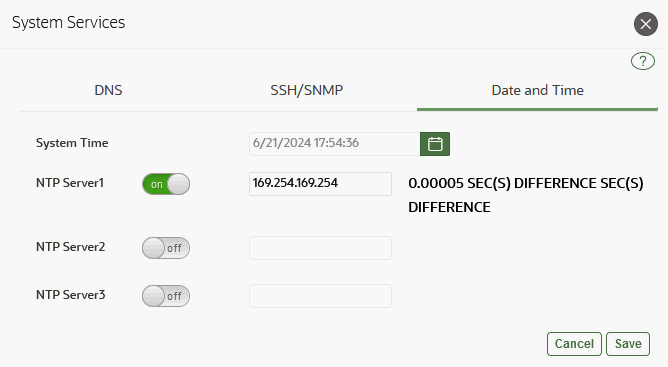 System Services
?
DNS SSH/SNMP Date and Time
System Time 6/21/2024 17:54:36
NTP Server1 on 169.254.169.254 0.00005 SEC(S) DIFFERENCE SEC(S)
DIFFERENCE
NTP Server2 off
NTP Server3 off
Cancel Save